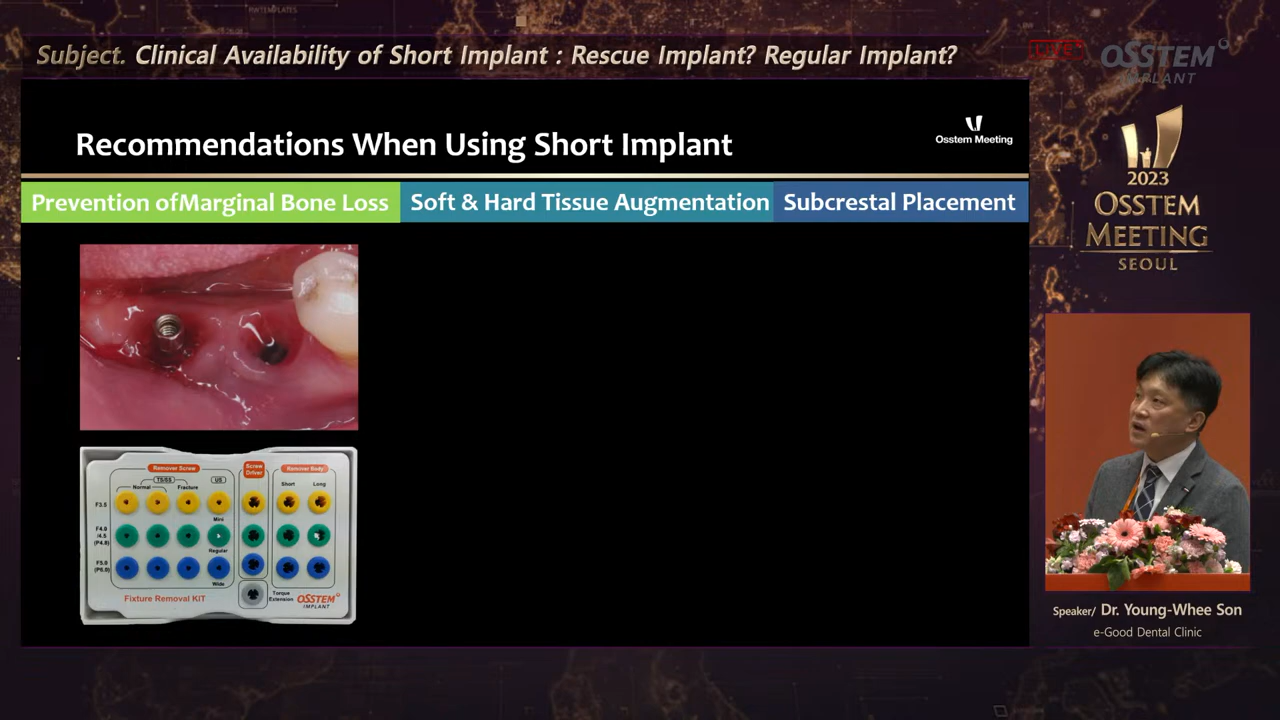 RWTEMPLATES
Subject. Clinical Availability of Short Implant : Rescue Implant? Regular Implant?
LIVE
OSSTEM
IMPLANT
Recommendations When Using Short Implant
Osstem Meeting
Prevention ofMarginal Bone Loss
Soft & Hard Tissue Augmentation
Subcrestal Placement
2023
OSSTEM
MEETING
SEOUL
Remover Screw
Screw
Driver
Remover Body
TS/SS
US
Normal
Fracture
Short
Long
F3.5
Mini
F4.0
/4.5
(P4.8)
Regular
F5.0
(P6.0)
Wide
Fixture Removal KIT
Torque
Extension
OSSTEM
IMPLANT
Speaker/ Dr. Young-Whee Son
e-Good Dental Clinic